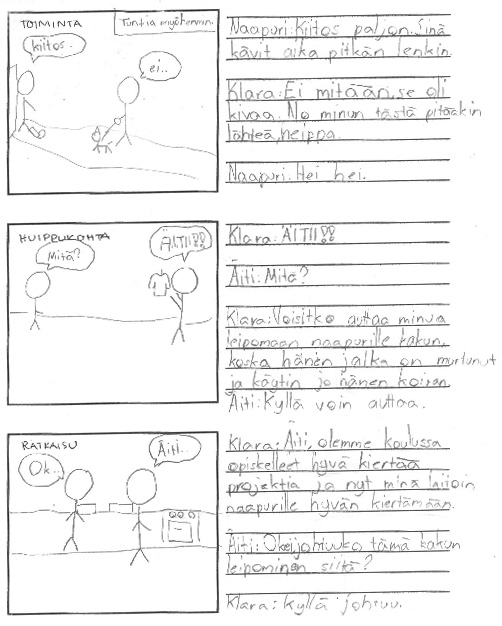 TOIMINTA
Tuntia myöhemmin.
kiitos..
ei..
Naapuri: Kiitos paljon. Sinä
kävit aika pitkän lenkin.
Klara: Ei mitään, se oli
kivaa. No minun tästä pitääkin
lähteä, heippa.
Naapuri: Hei hei.
HUIPPUKOHTA
Mitä?
ÄITII!!
Klara: ÄITII!!
Äiti: Mitä?
Klara: Voisitko auttaa minua
leipomaan naapurille kakun,
koska hänen jalka on murtunut
ja käytin jo hänen koiran.
Äiti: Kyllä voin auttaa.
RATKAISU
Ok..
Äiti..
Klara: Äiti, olemme koulussa
opiskelleet hyvä kiertää
projektia ja nyt minä laitoin
naapurille hyvän kiertämään.
Äiti: Okei, johtuuko tämä kakun
leipominen siitä?
Klara: Kyllä johtuu.